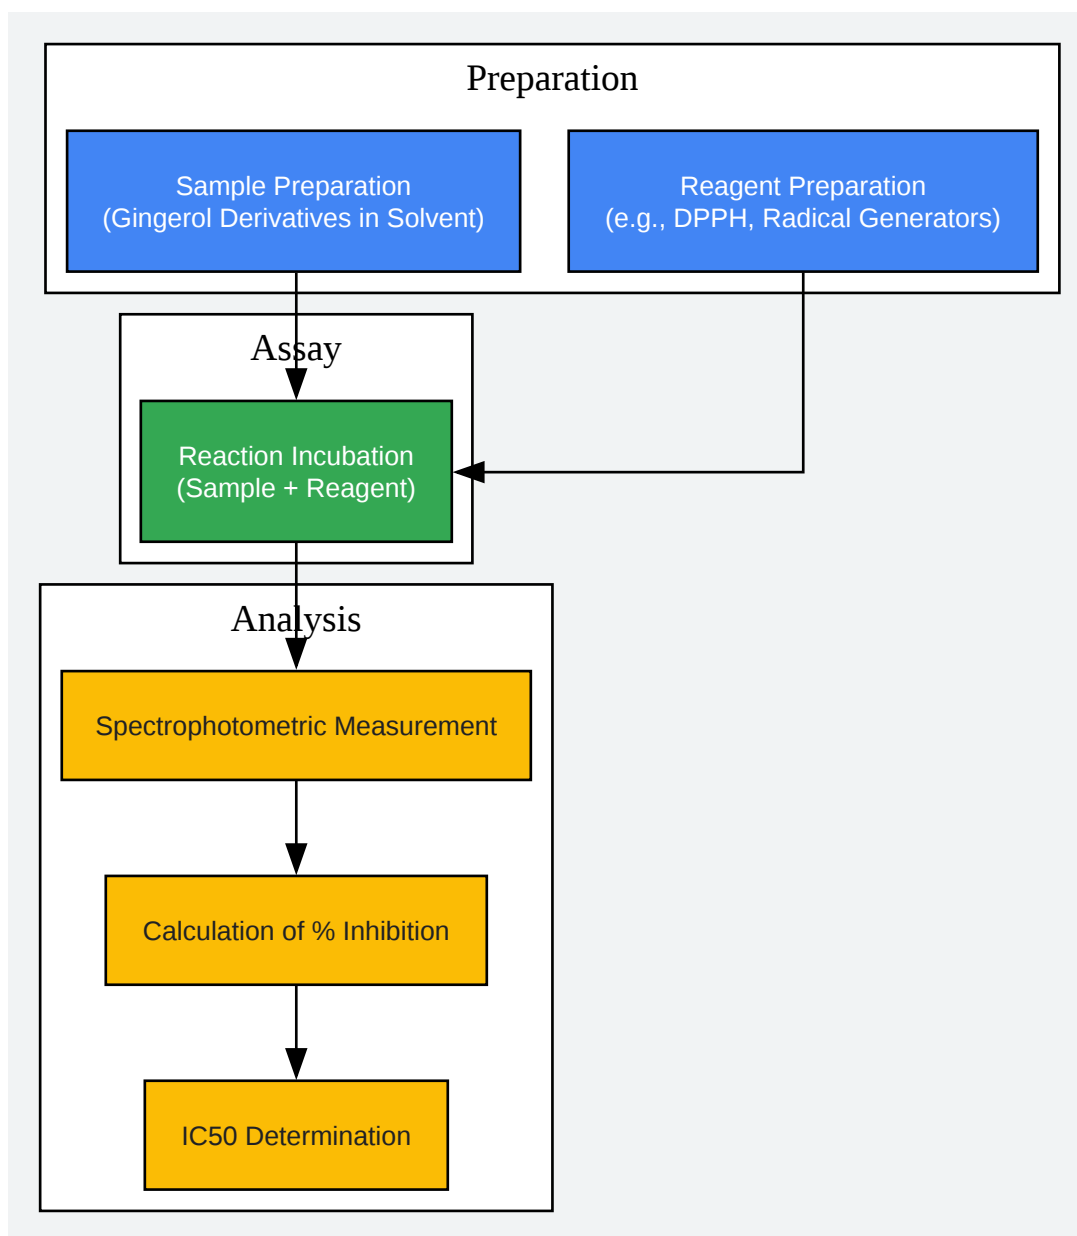 Preparation
Sample Preparation
(Gingerol Derivatives in Solvent)
Reagent Preparation
(e.g., DPPH, Radical Generators)
Assay
Reaction Incubation
(Sample + Reagent)
Analysis
Spectrophotometric Measurement
Calculation of % Inhibition
IC50 Determination